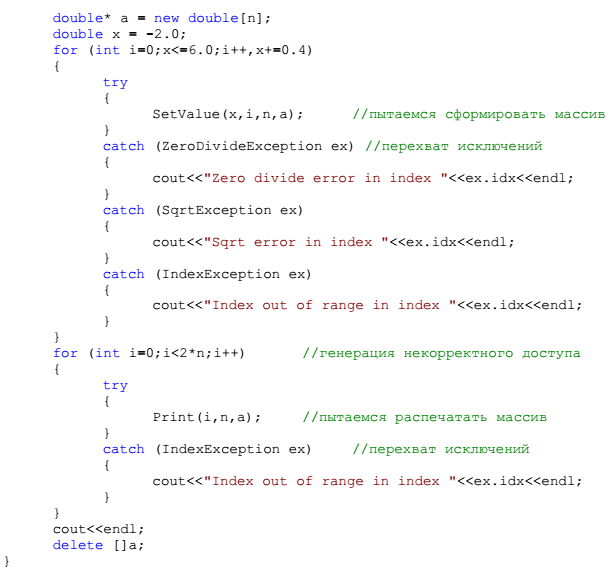 double* a = new double[n];
double x = -2.0;
for (int i=0;x<=6.0;i++,x+=0.4)
{
try
{
SetValue(x,i,n,a); //пытаемся сформировать массив
}
catch (ZeroDivideException ex) //перехват исключений
{
cout<<"Zero divide error in index "<<ex.idx<<endl;
}
catch (SqrtException ex)
{
cout<<"Sqrt error in index "<<ex.idx<<endl;
}
catch (IndexException ex)
{
cout<<"Index out of range in index "<<ex.idx<<endl;
}
}
for (int i=0;i<2*n;i++) //генерация некорректного доступа
{
try
{
Print(i,n,a); //пытаемся распечатать массив
}
catch (IndexException ex) //перехват исключений
{
cout<<"Index out of range in index "<<ex.idx<<endl;
}
}
cout<<endl;
delete []a;
}